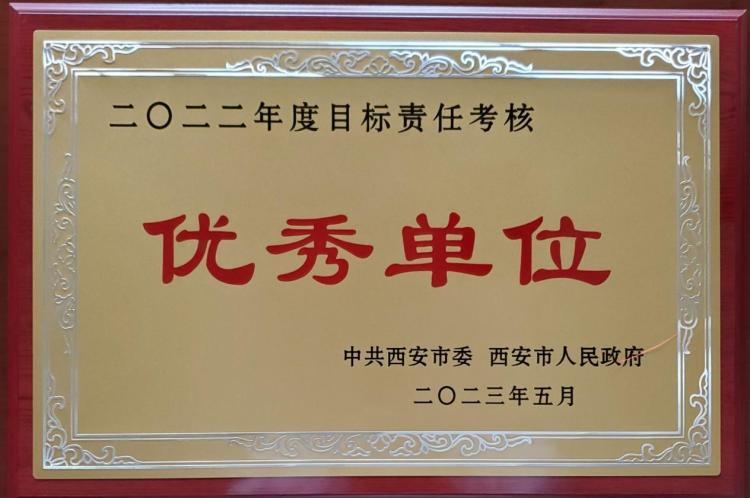 二〇二二年度目标责任考核
优秀单位
中共西安市委 西安市人民政府
二〇二三年五月